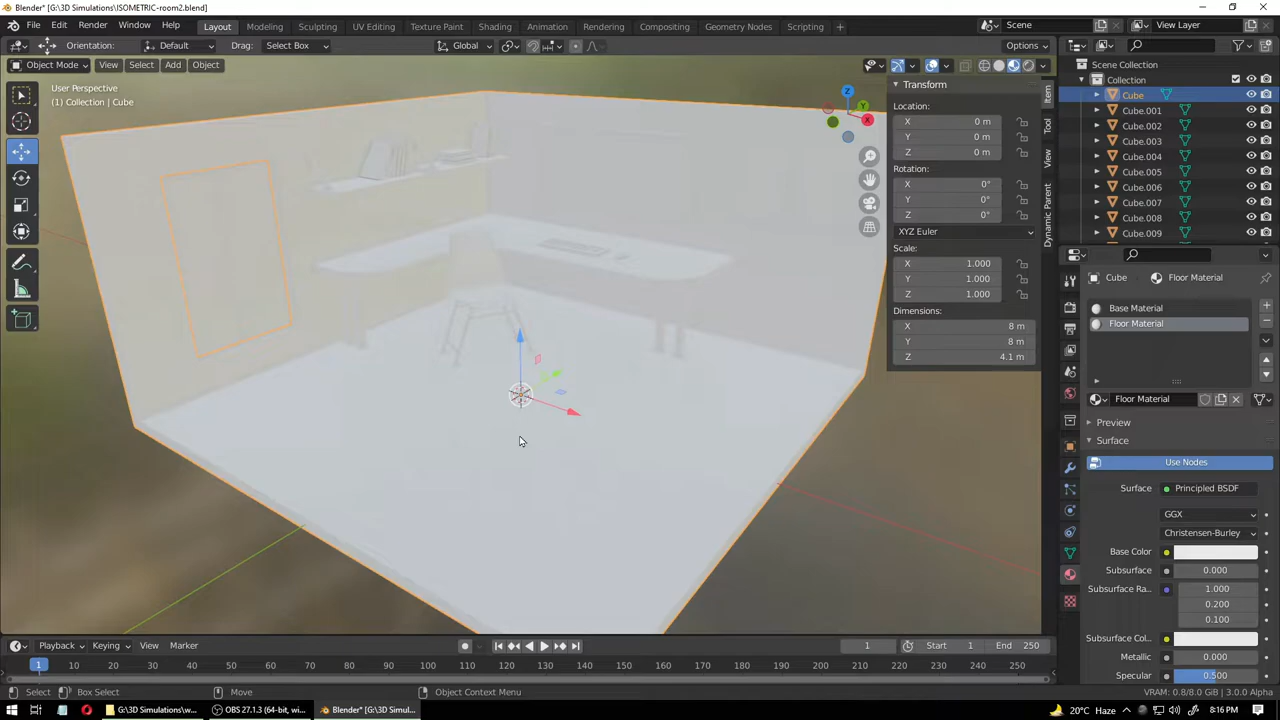 Blender* [G:\3D Simulations\ISOMETRIC-room2.blend]
File Edit Render Window Help Layout Modeling Sculpting UV Editing Texture Paint Shading Animation Rendering Compositing Geometry Nodes Scripting + Scene View Layer
Orientation: Default Drag: Select Box Global Options
Object Mode View Select Add Object
User Perspective
(1) Collection | Cube
Z
Y
X
Transform
Location:
X 0 m
Y 0 m
Z 0 m
Rotation:
X 0°
Y 0°
Z 0°
XYZ Euler
Scale:
X 1.000
Y 1.000
Z 1.000
Dimensions:
X 8 m
Y 8 m
Z 4.1 m
Item
Tool
View
Dynamic Parent
Scene Collection
Collection
Cube
Cube.001
Cube.002
Cube.003
Cube.004
Cube.005
Cube.006
Cube.007
Cube.008
Cube.009
Cube Floor Material
Base Material
Floor Material
Floor Material
Preview
Surface
Use Nodes
Surface Principled BSDF
GGX
Christensen-Burley
Base Color
Subsurface 0.000
Subsurface Ra... 1.000
0.200
0.100
Subsurface Col...
Metallic 0.000
Specular 0.500
Playback Keying View Marker 1 Start 1 End 250
1 10 20 30 40 50 60 70 80 90 100 110 120 130 140 150 160 170 180 190 200 210 220 230 240 250
Select Box Select Move Object Context Menu VRAM: 0.8/8.0 GiB | 3.0.0 Alpha
G:\3D Simulations\w... OBS 27.1.3 (64-bit, wi... Blender* [G:\3D Simul... 20°C Haze 8:16 PM